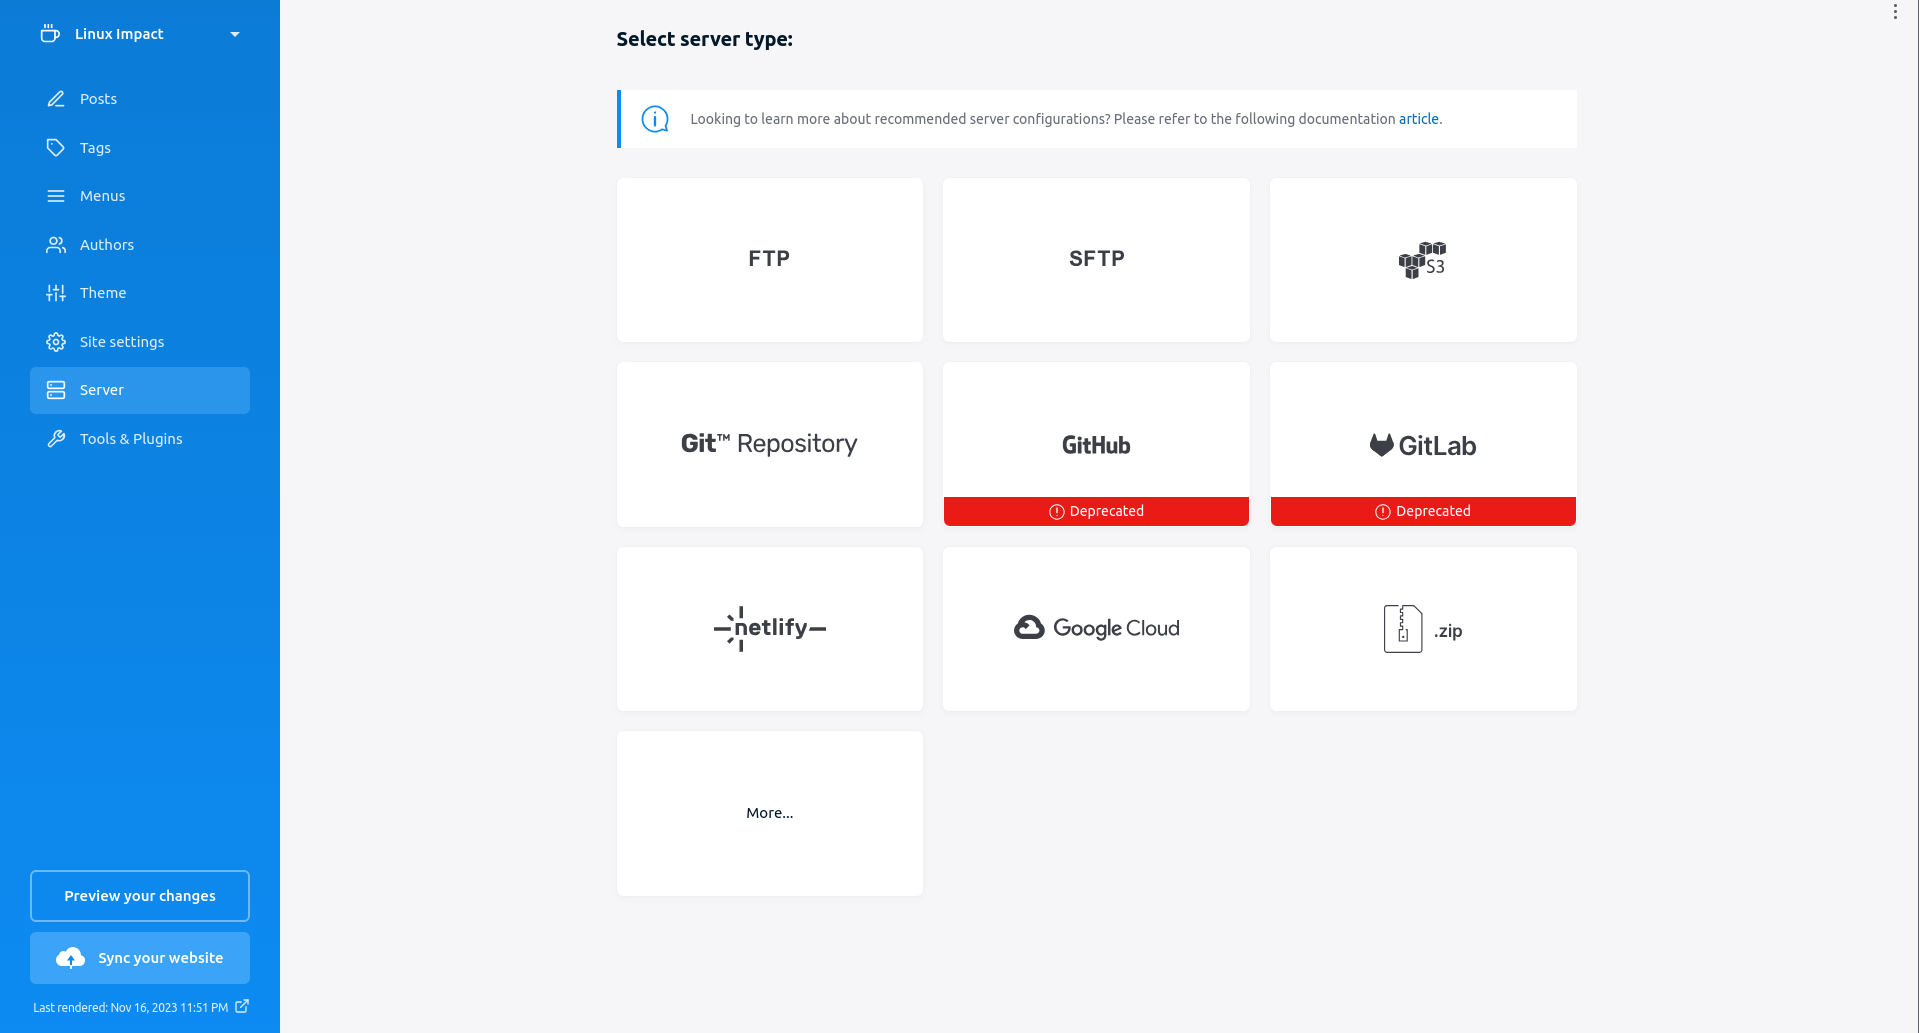 Linux Impact
Posts
Tags
Menus
Authors
Theme
Site settings
Server
Tools & Plugins
Preview your changes
Sync your website
Last rendered: Nov 16, 2023 11:51 PM
Select server type:
Looking to learn more about recommended server configurations? Please refer to the following documentation article.
FTP
SFTP
S3
Git™ Repository
GitHub
Deprecated
GitLab
Deprecated
netlify
Google Cloud
.zip
More...